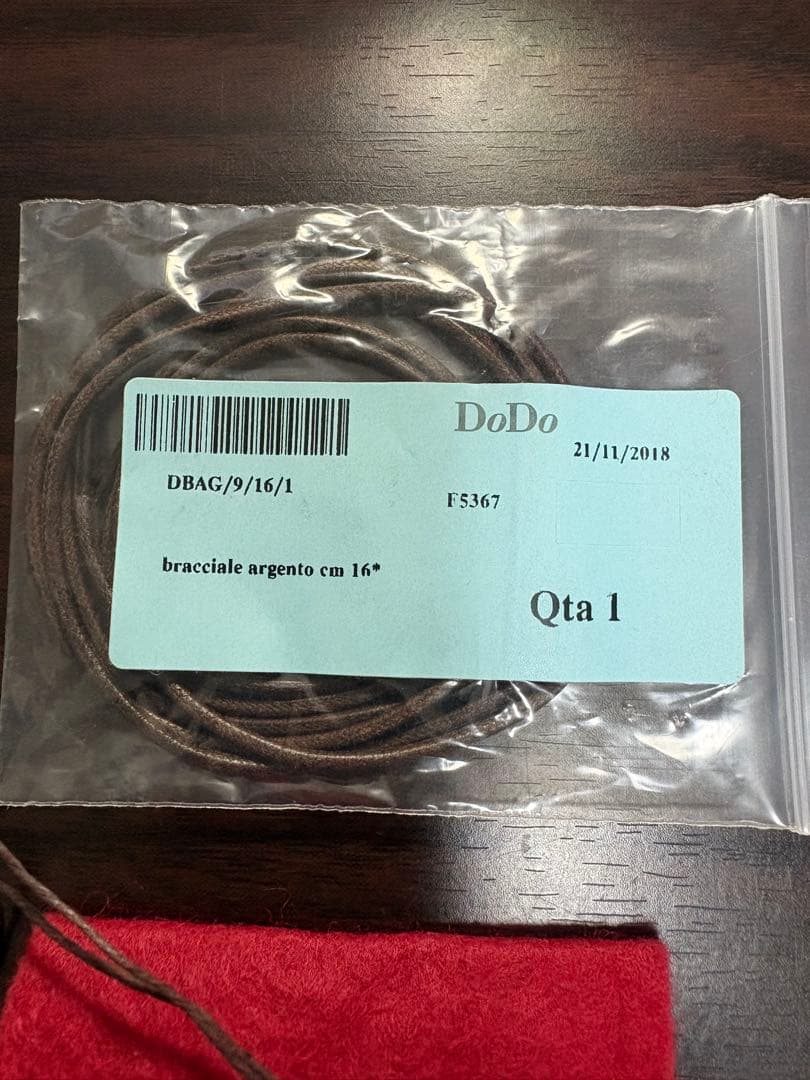 DoDo
21/11/2018
DBAG/9/16/1
F5367
bracciale argento cm 16*
Qta 1